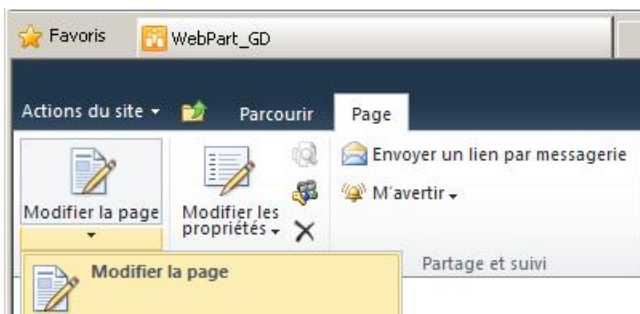 Favoris
WebPart_GD
Actions du site
Parcourir
Page
Modifier la page
Modifier les
propriétés
Envoyer un lien par messagerie
M'avertir
Partage et suivi
Modifier la page